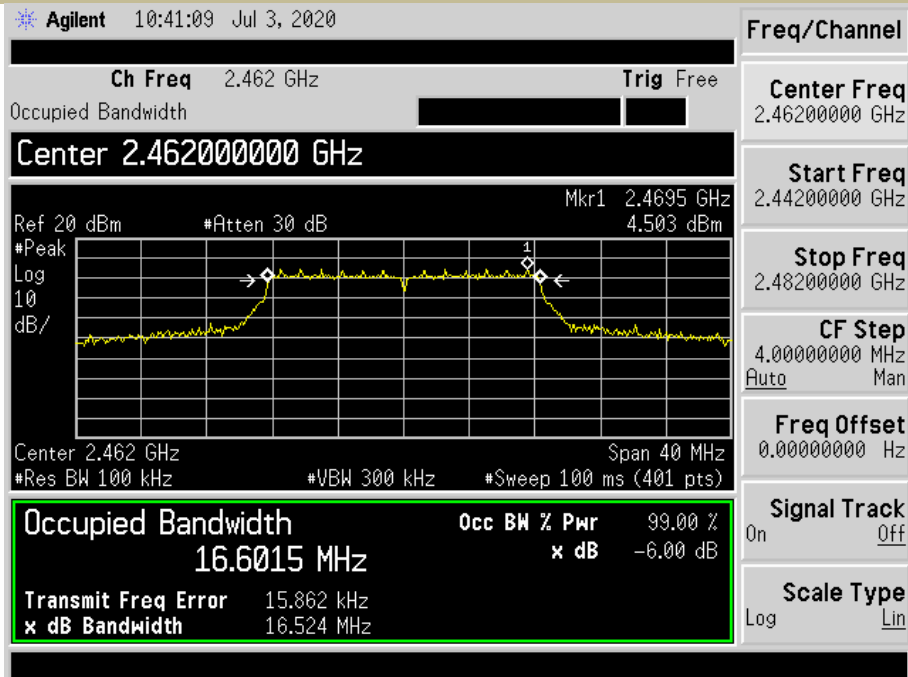 Agilent 10:41:09 Jul 3, 2020
Freq/Channel
Ch Freq 2.462 GHz Trig Free
Occupied Bandwidth
Center 2.462000000 GHz
Mkr1 2.4695 GHz
Ref 20 dBm #Atten 30 dB 4.503 dBm
#Peak
Log
10
dB/
1
Center 2.462 GHz Span 40 MHz
#Res BW 100 kHz #VBW 300 kHz #Sweep 100 ms (401 pts)
Occupied Bandwidth Occ BW % Pwr 99.00 %
16.6015 MHz x dB -6.00 dB
Transmit Freq Error 15.862 kHz
x dB Bandwidth 16.524 MHz
Center Freq
2.46200000 GHz
Start Freq
2.44200000 GHz
Stop Freq
2.48200000 GHz
CF Step
4.00000000 MHz
Auto Man
Freq Offset
0.00000000 Hz
Signal Track
On Off
Scale Type
Log Lin